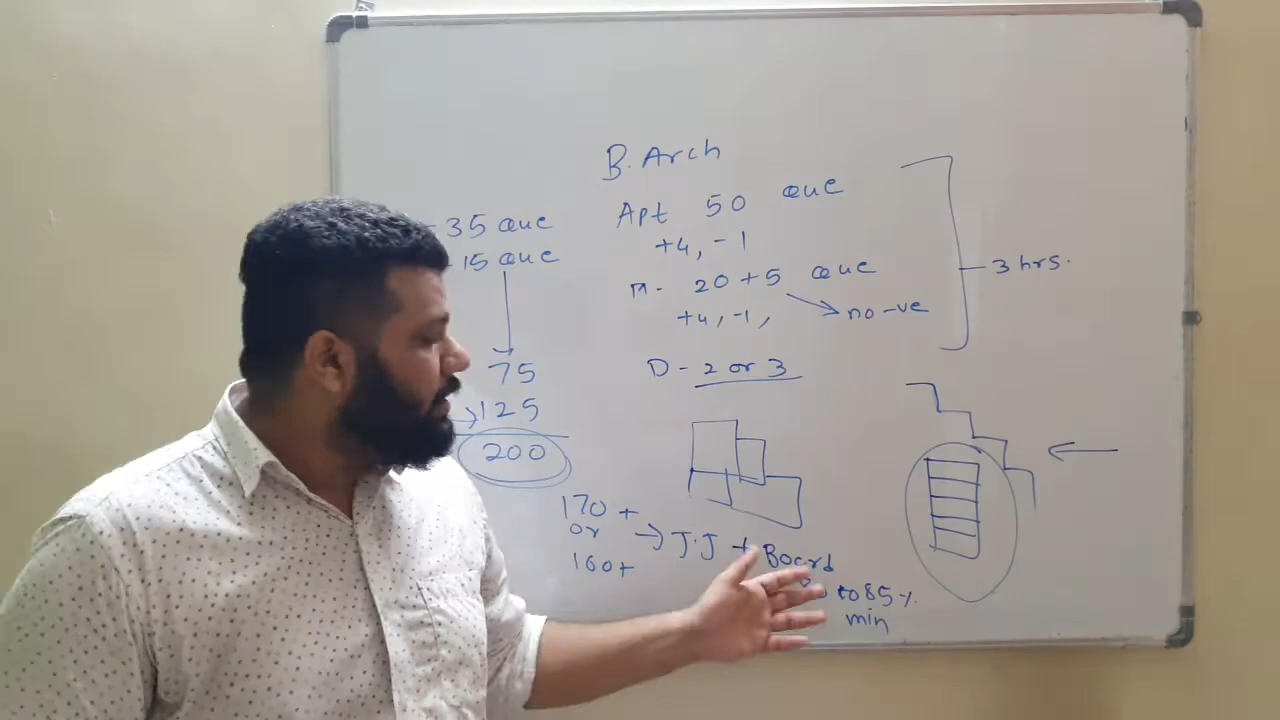 B.Arch
35 que
15 que
75
125
200
Apt 50 que
+4, -1
M- 20 + 5 que
+4, -1, no -ve
D - 2 or 3
3 hrs.
170 +
or
160+
→ J.J + Board
to 85 %
min